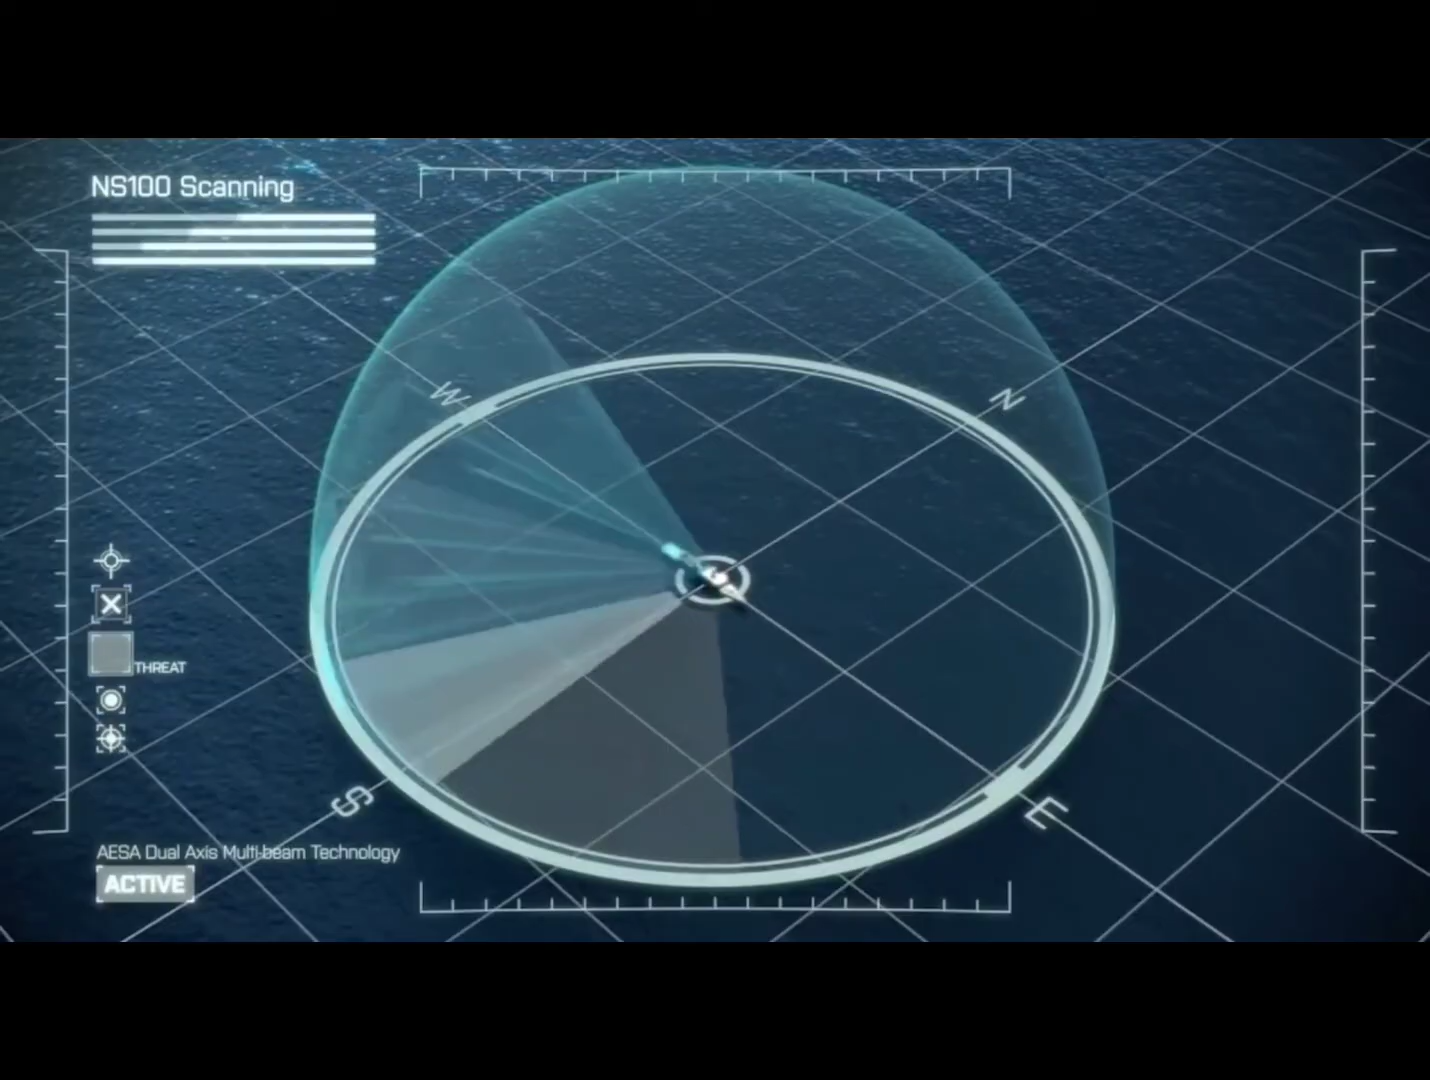 NS100 Scanning
W
N
THREAT
S
E
AESA Dual Axis Multi-beam Technology
ACTIVE